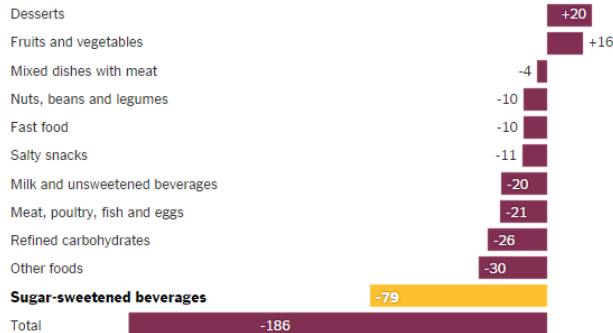 Desserts +20
Fruits and vegetables +16
Mixed dishes with meat -4
Nuts, beans and legumes -10
Fast food -10
Salty snacks -11
Milk and unsweetened beverages -20
Meat, poultry, fish and eggs -21
Refined carbohydrates -26
Other foods -30
Sugar-sweetened beverages -79
Total -186